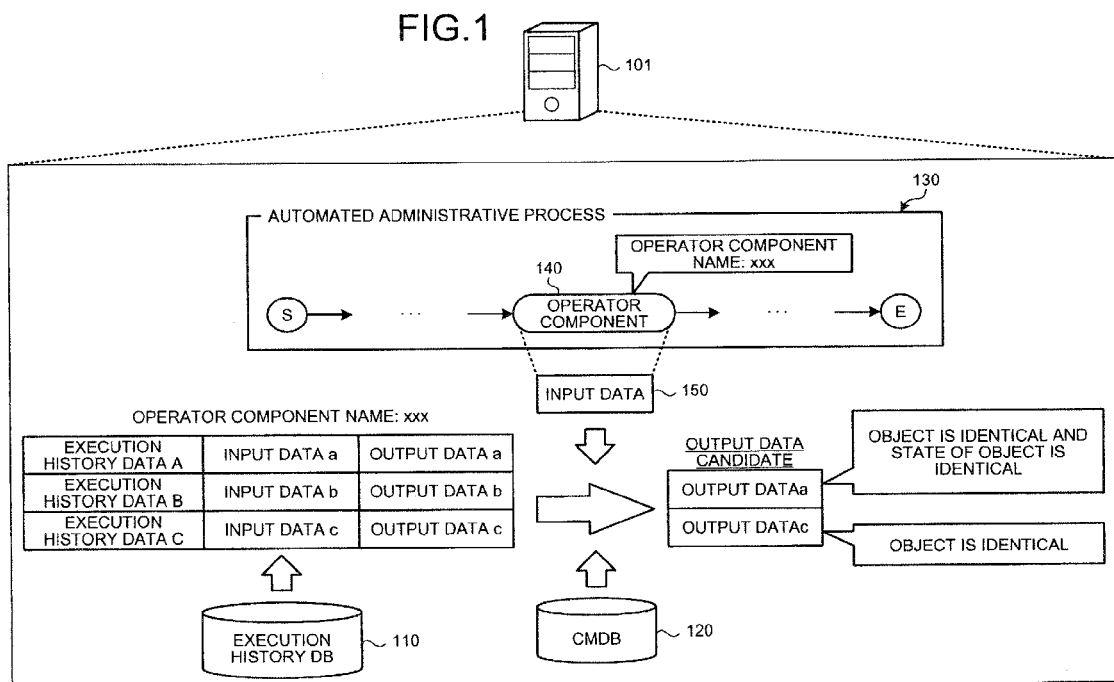 FIG.1
101
130
AUTOMATED ADMINISTRATIVE PROCESS
OPERATOR COMPONENT
NAME: xxx
140
S
...
OPERATOR
COMPONENT
...
E
INPUT DATA
150
OPERATOR COMPONENT NAME: xxx
EXECUTION
HISTORY DATA A
INPUT DATA a
OUTPUT DATA a
EXECUTION
HISTORY DATA B
INPUT DATA b
OUTPUT DATA b
EXECUTION
HISTORY DATA C
INPUT DATA c
OUTPUT DATA c
OUTPUT DATA
CANDIDATE
OUTPUT DATAa
OUTPUT DATAc
OBJECT IS IDENTICAL AND
STATE OF OBJECT IS
IDENTICAL
OBJECT IS IDENTICAL
EXECUTION
HISTORY DB
110
CMDB
120